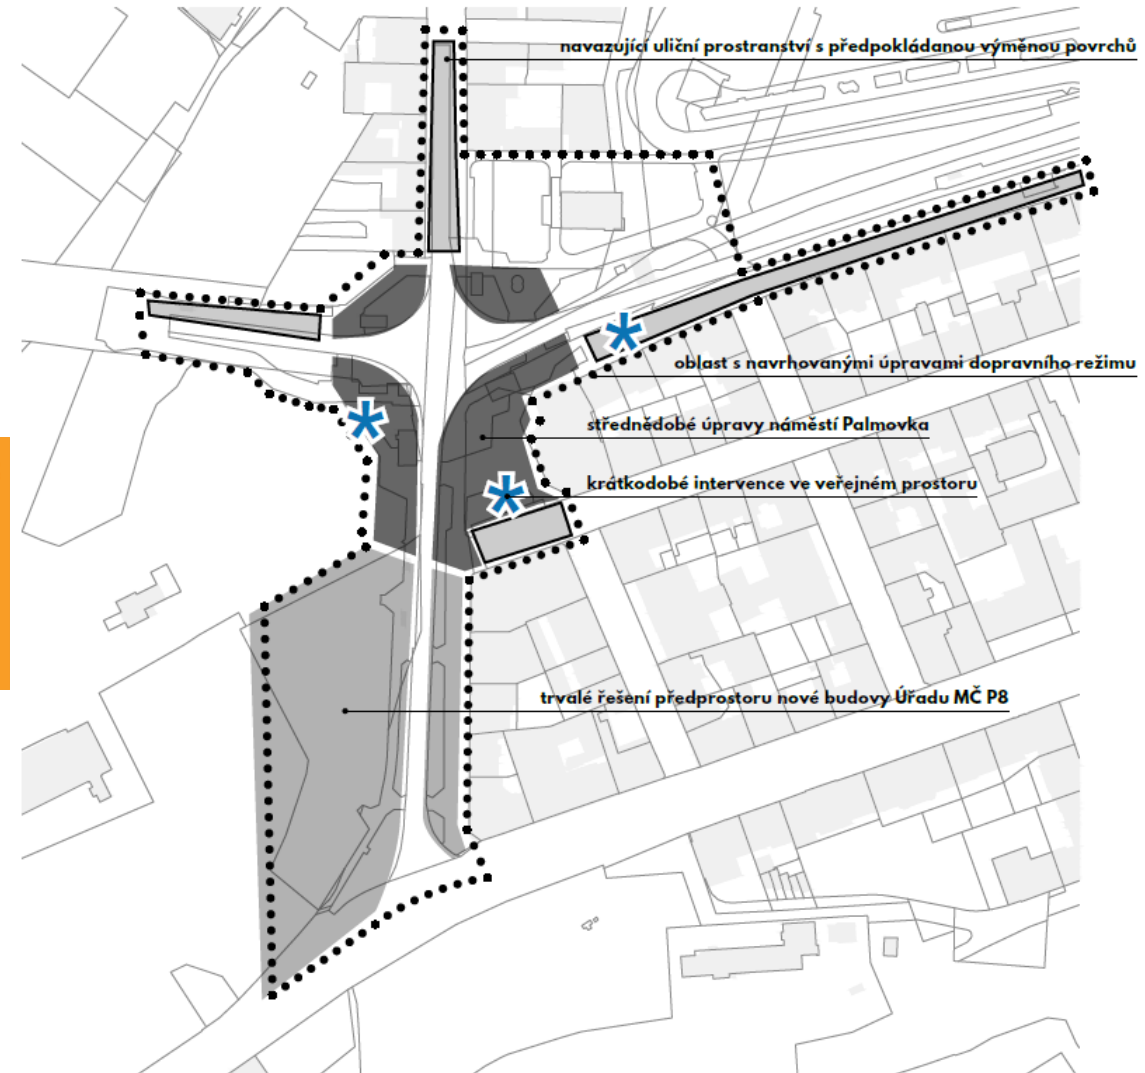 navazující uliční prostranství s předpokládanou výměnou povrchů
oblast s navrhovanými úpravami dopravního režimu
střednědobé úpravy náměstí Palmovka
krátkodobé intervence ve veřejném prostoru
trvalé řešení předprostoru nové budovy Úřadu MČ P8